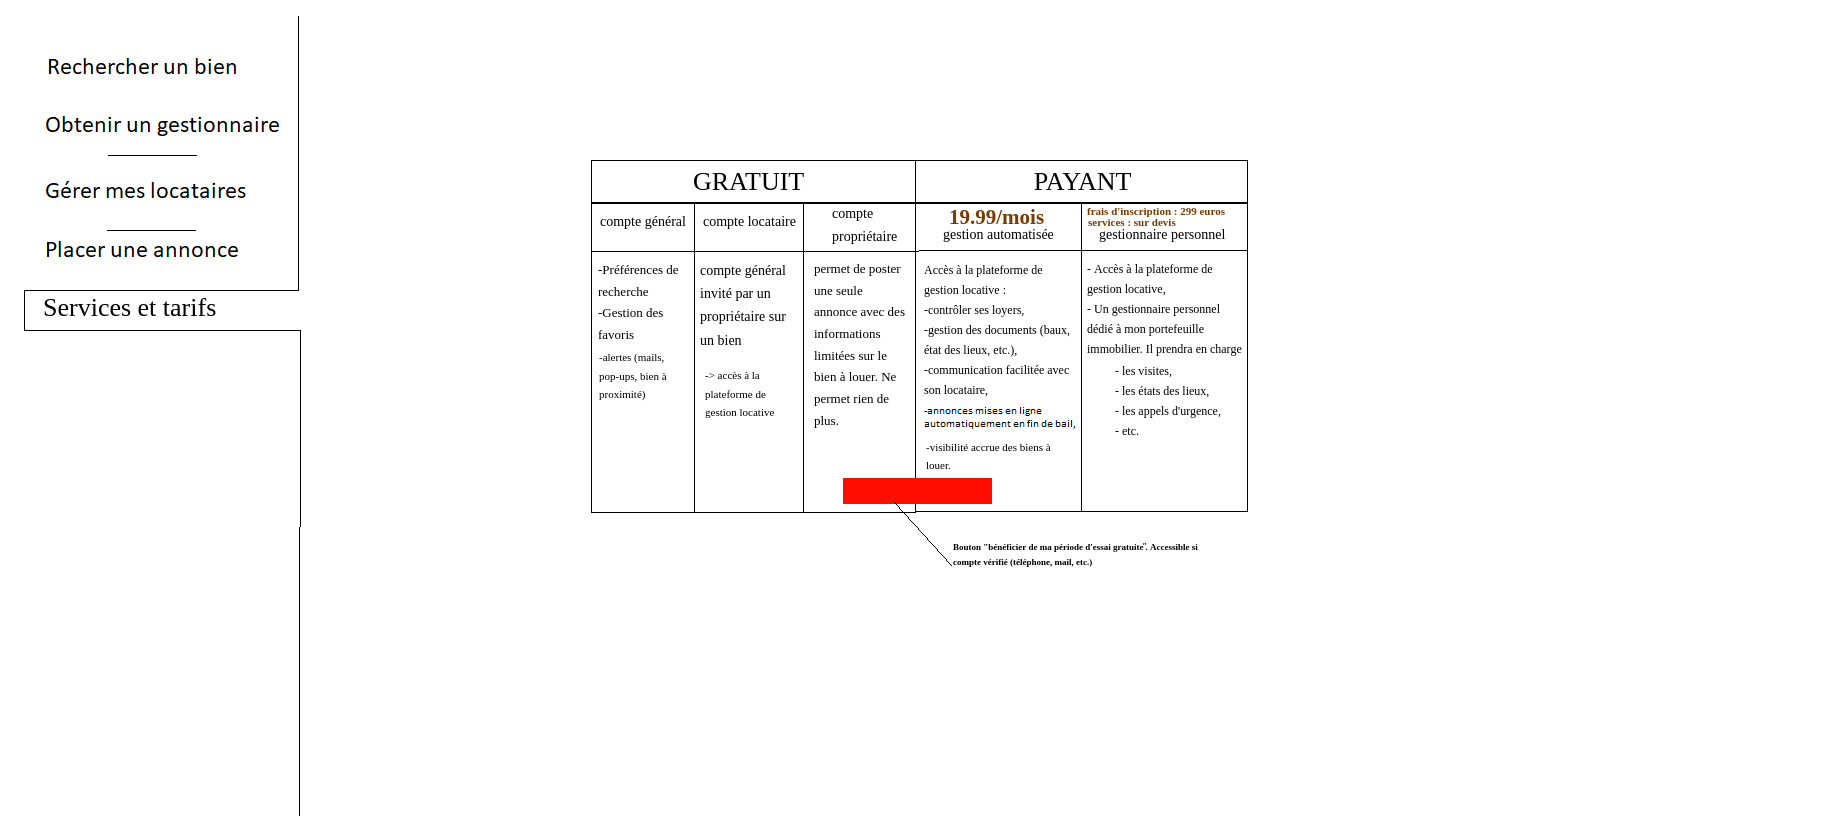 Rechercher un bien
Obtenir un gestionnaire
Gérer mes locataires
Placer une annonce
Services et tarifs
GRATUIT
PAYANT
compte général
compte locataire
compte
propriétaire
19.99/mois
gestion automatisée
frais d'inscription : 299 euros
services : sur devis
gestionnaire personnel
-Préférences de
recherche
-Gestion des
favoris
-alertes (mails,
pop-ups, bien à
proximité)
compte général
invité par un
propriétaire sur
un bien
-> accès à la
plateforme de
gestion locative
permet de poster
une seule
annonce avec des
informations
limitées sur le
bien à louer. Ne
permet rien de
plus.
Accès à la plateforme de
gestion locative :
-contrôler ses loyers,
-gestion des documents (baux,
état des lieux, etc.),
-communication facilitée avec
son locataire,
-annonces mises en ligne
automatiquement en fin de bail,
-visibilité accrue des biens à
louer.
- Accès à la plateforme de
gestion locative,
- Un gestionnaire personnel
dédié à mon portefeuille
immobilier. Il prendra en charge
- les visites,
- les états des lieux,
- les appels d'urgence,
- etc.
Bouton "bénéficier de ma période d'essai gratuite". Accessible si
compte vérifié (téléphone, mail, etc.)